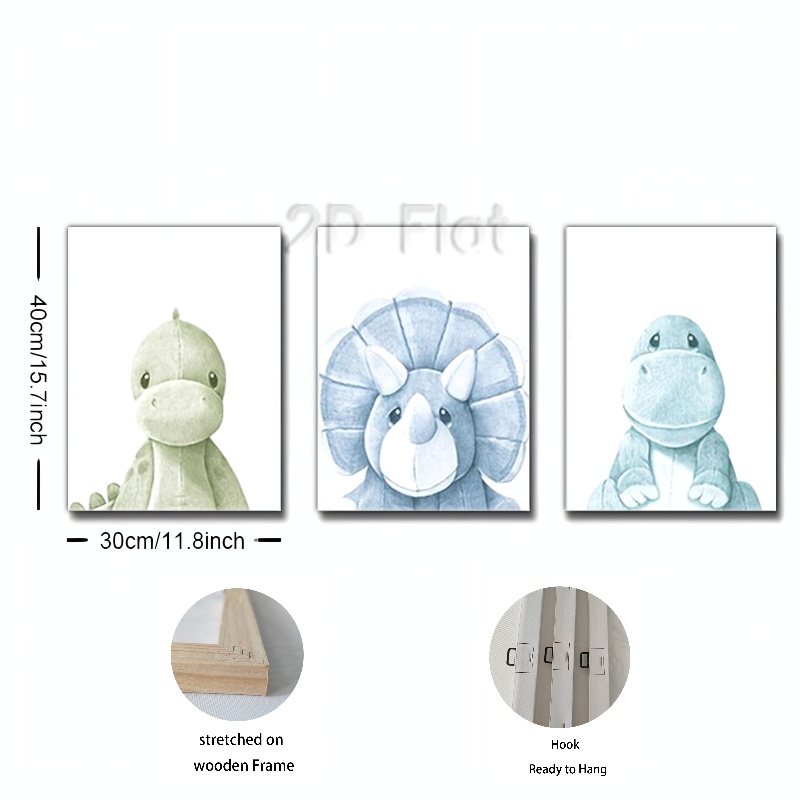 2D Flat
40cm/15.7inch
30cm/11.8inch
stretched on
wooden Frame
Hook
Ready to Hang